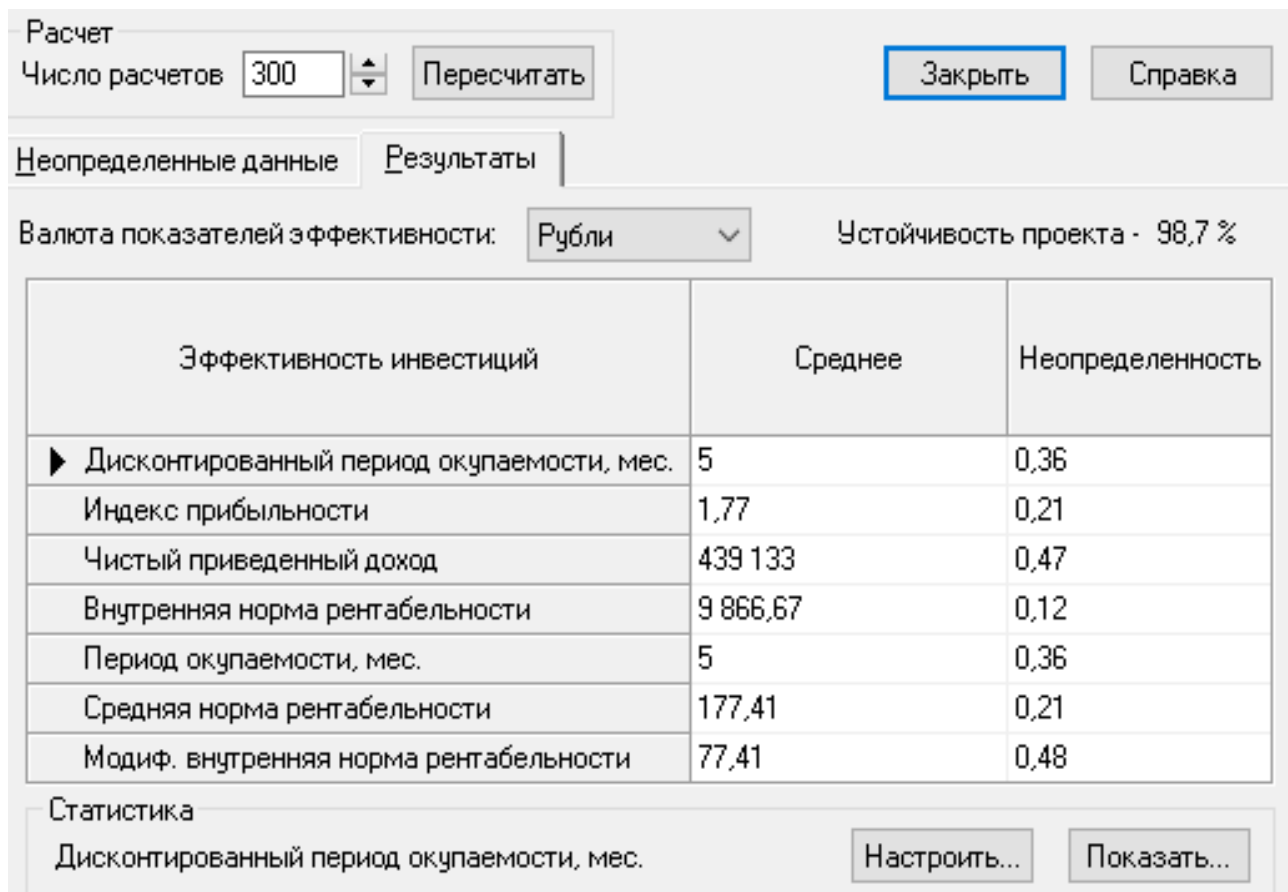 Расчет
Число расчетов 300 Пересчитать Закрыть Справка
Неопределенные данные Результаты
Валюта показателей эффективности: Рубли Устойчивость проекта - 98,7 %
Эффективность инвестиций Среднее Неопределенность
Дисконтированный период окупаемости, мес. 5 0,36
Индекс прибыльности 1,77 0,21
Чистый приведенный доход 439 133 0,47
Внутренняя норма рентабельности 9 866,67 0,12
Период окупаемости, мес. 5 0,36
Средняя норма рентабельности 177,41 0,21
Модиф. внутренняя норма рентабельности 77,41 0,48
Статистика
Дисконтированный период окупаемости, мес. Настроить... Показать...